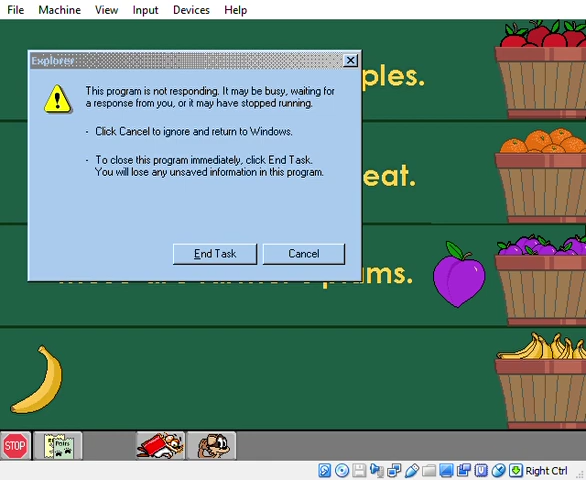 File Machine View Input Devices Help
Explorer
This program is not responding. It may be busy, waiting for
a response from you, or it may have stopped running.
- Click Cancel to ignore and return to Windows.
- To close this program immediately, click End Task.
You will lose any unsaved information in this program.
End Task Cancel
ples.
eat.
ums.
STOP
Pairs
Right Ctrl